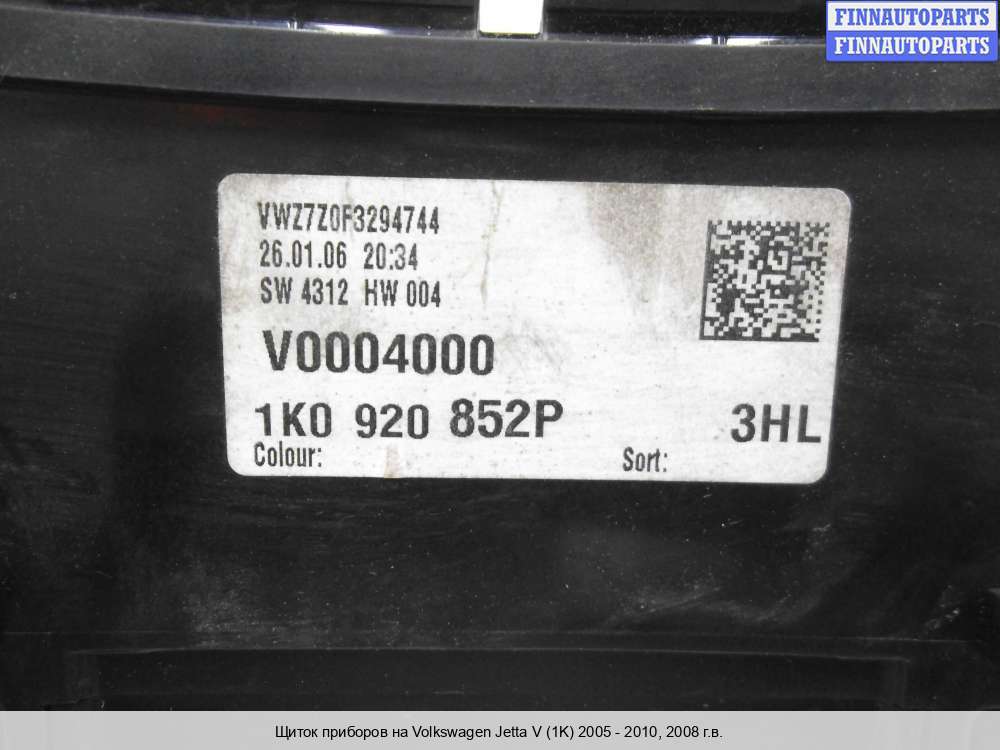 FINNAUTOPARTS
FINNAUTOPARTS
VWZ7Z0F3294744
26.01.06 20:34
SW 4312 HW 004
V0004000
1K0 920 852P 3HL
Colour: Sort:
Щиток приборов на Volkswagen Jetta V (1K) 2005 - 2010, 2008 г.в.